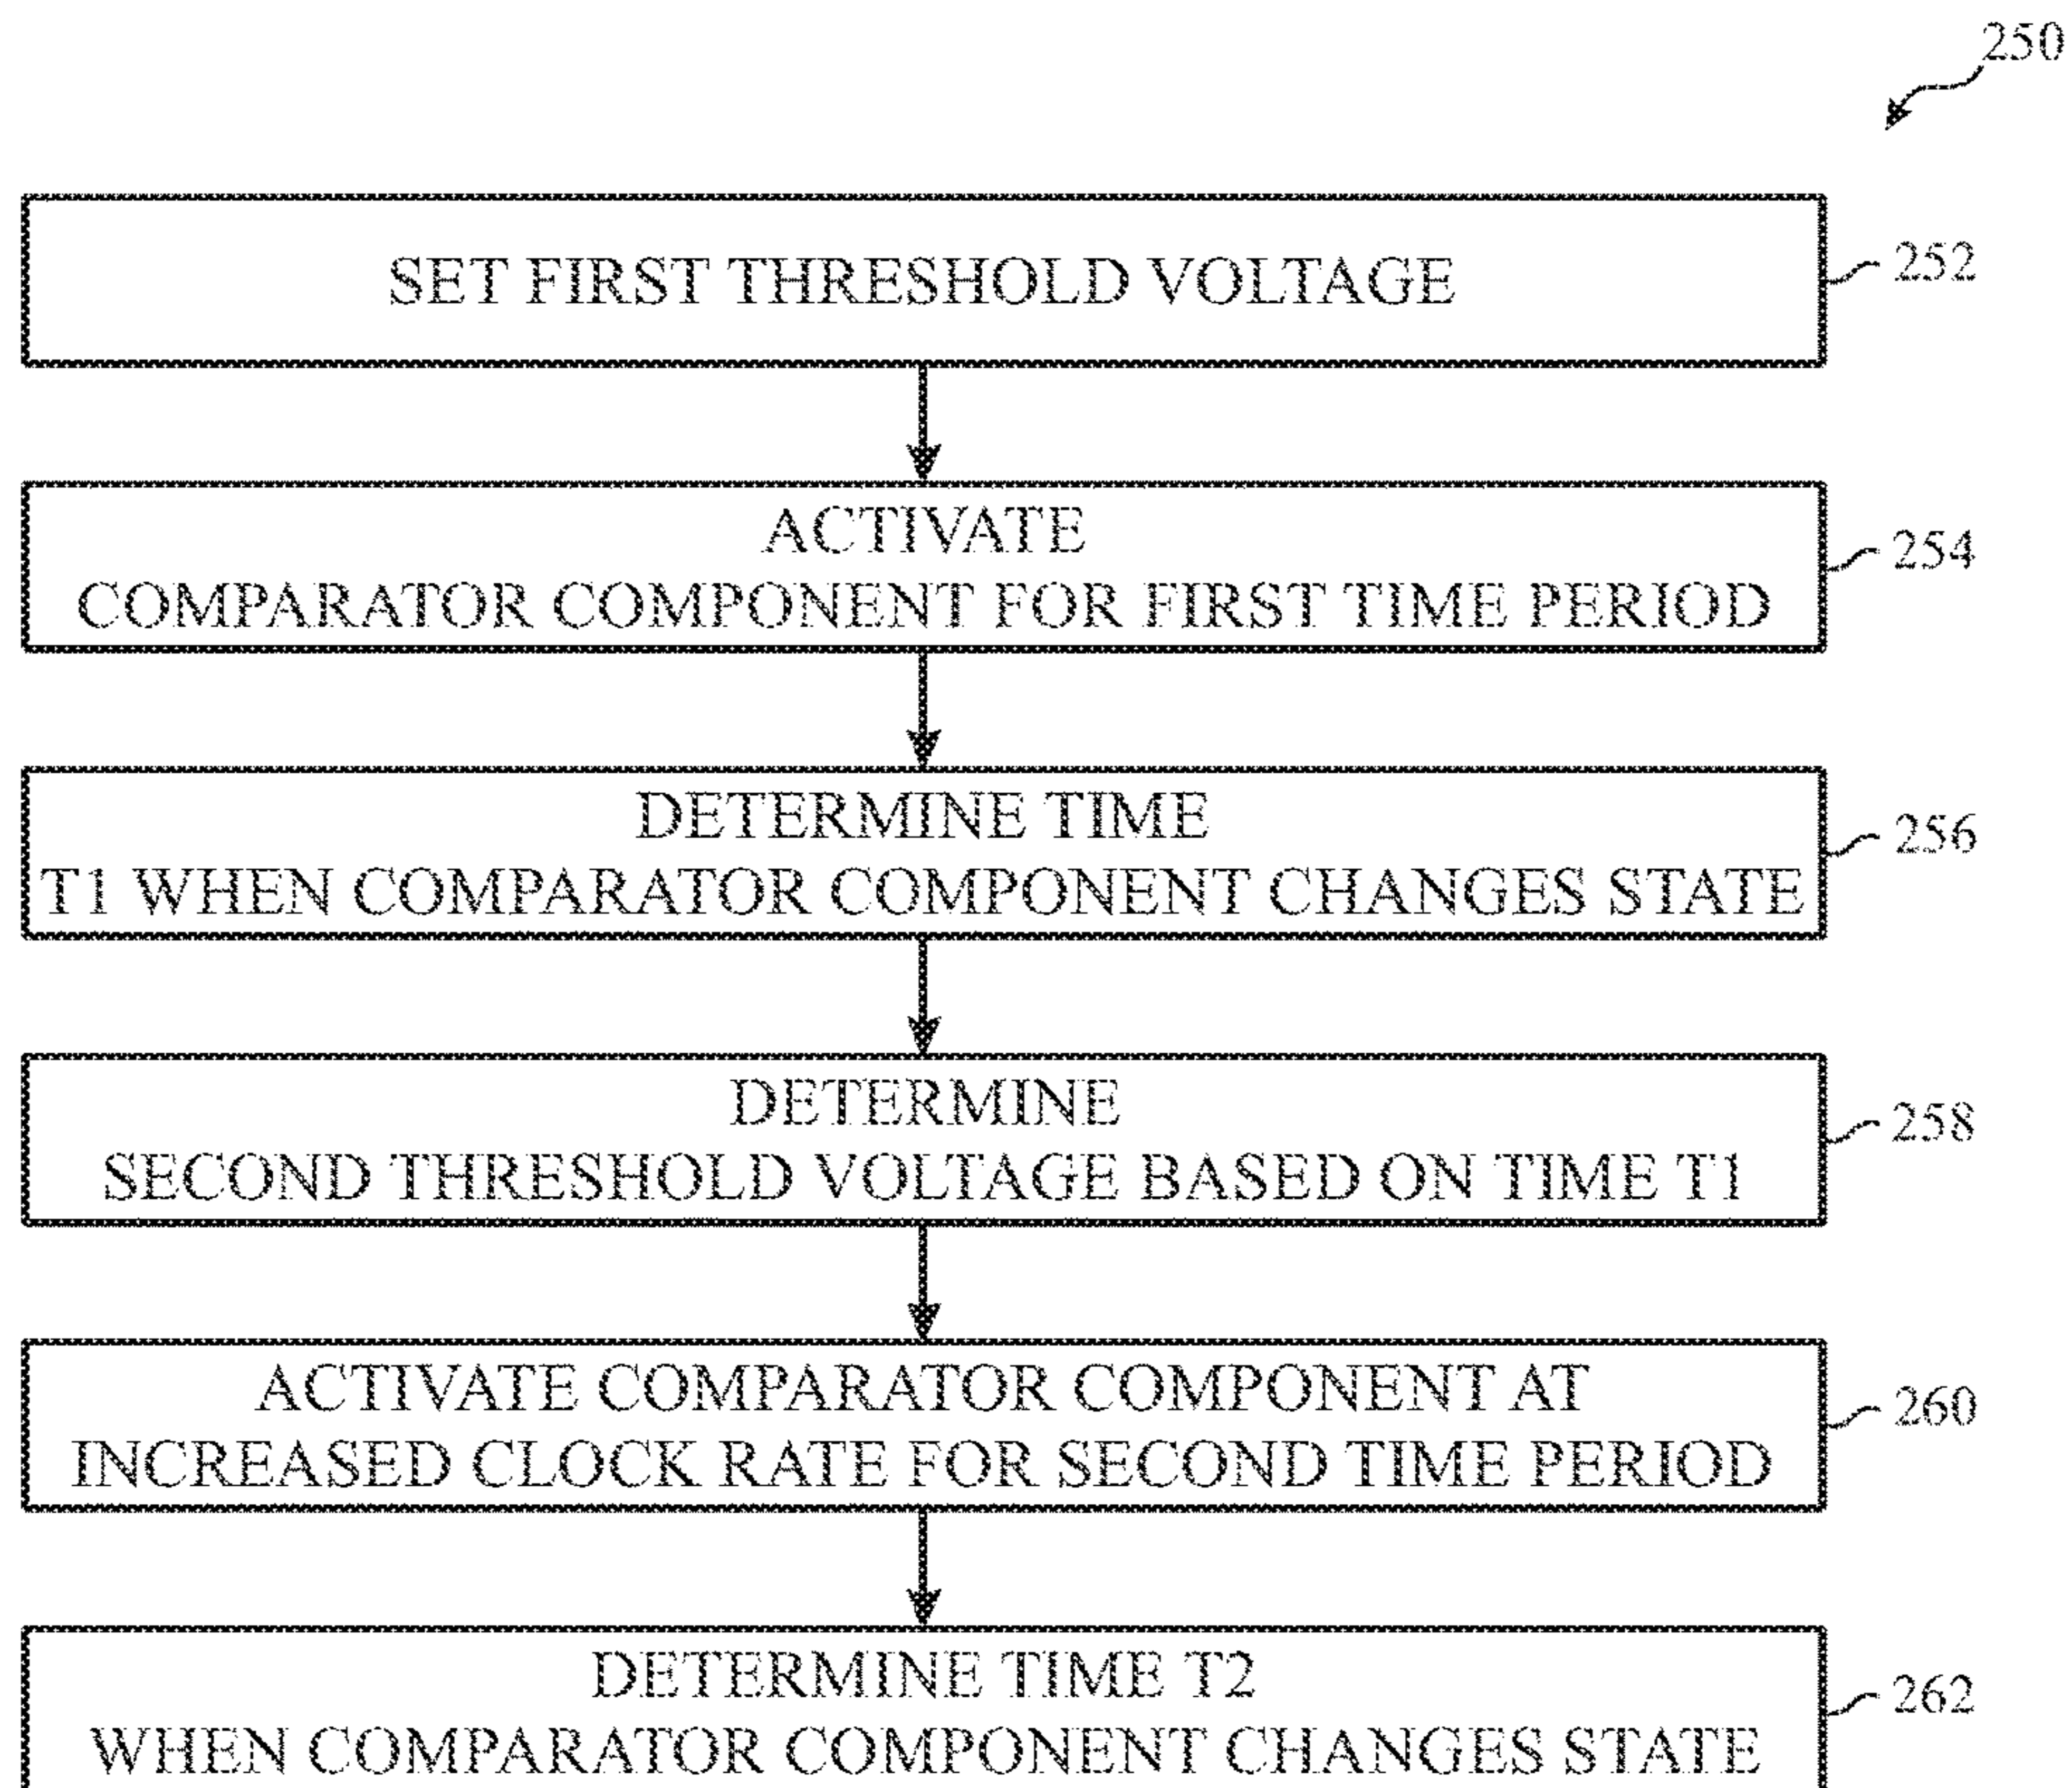 250
SET FIRST THRESHOLD VOLTAGE
252
ACTIVATE
COMPARATOR COMPONENT FOR FIRST TIME PERIOD
254
DETERMINE TIME
T1 WHEN COMPARATOR COMPONENT CHANGES STATE
256
DETERMINE
SECOND THRESHOLD VOLTAGE BASED ON TIME T1
258
ACTIVATE COMPARATOR COMPONENT AT
INCREASED CLOCK RATE FOR SECOND TIME PERIOD
260
DETERMINE TIME T2
WHEN COMPARATOR COMPONENT CHANGES STATE
262